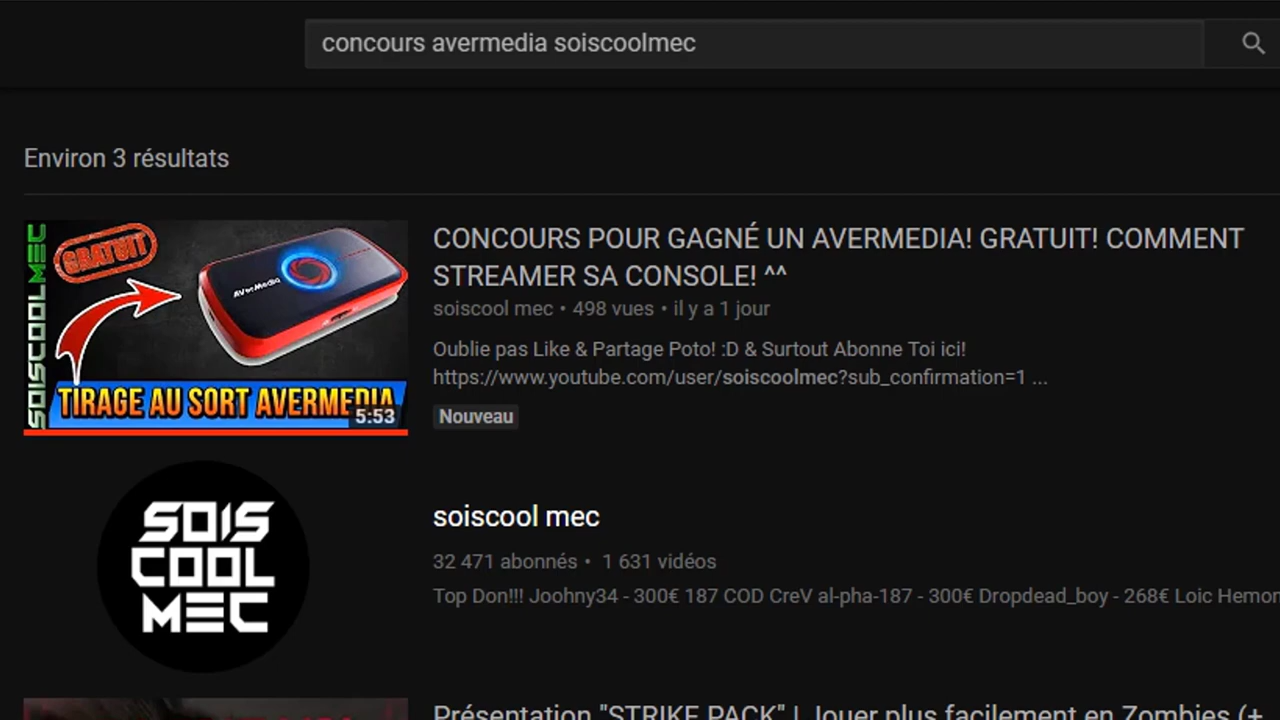 concours avermedia soiscoolmec
Environ 3 résultats
SOISCOOLMEC
GRATUIT
AVerMedia
TIRAGE AU SORT AVERMEDIA
5:53
CONCOURS POUR GAGNÉ UN AVERMEDIA! GRATUIT! COMMENT
STREAMER SA CONSOLE! ^^
soiscool mec • 498 vues • il y a 1 jour
Oublie pas Like & Partage Poto! :D & Surtout Abonne Toi ici!
https://www.youtube.com/user/soiscoolmec?sub_confirmation=1 ...
Nouveau
SOIS
COOL
MEC
soiscool mec
32 471 abonnés • 1 631 vidéos
Top Don!!! Joohny34 - 300€ 187 COD CreV al-pha-187 - 300€ Dropdead_boy - 268€ Loic
Présentation "STRIKE PACK" | Jouer plus facilement en Zombies (+